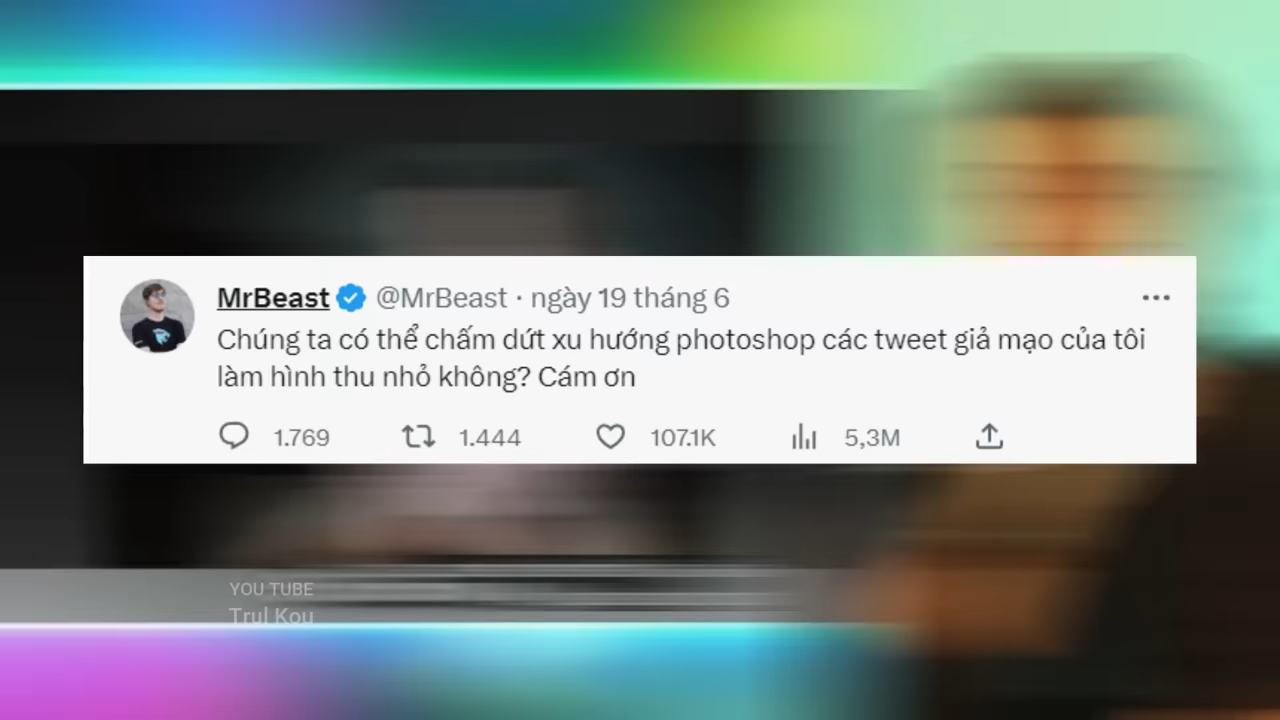 MrBeast @MrBeast · ngày 19 tháng 6
Chúng ta có thể chấm dứt xu hướng photoshop các tweet giả mạo của tôi
làm hình thu nhỏ không? Cám ơn
1.769 1.444 107.1K 5,3M
YOU TUBE
Trul Kou